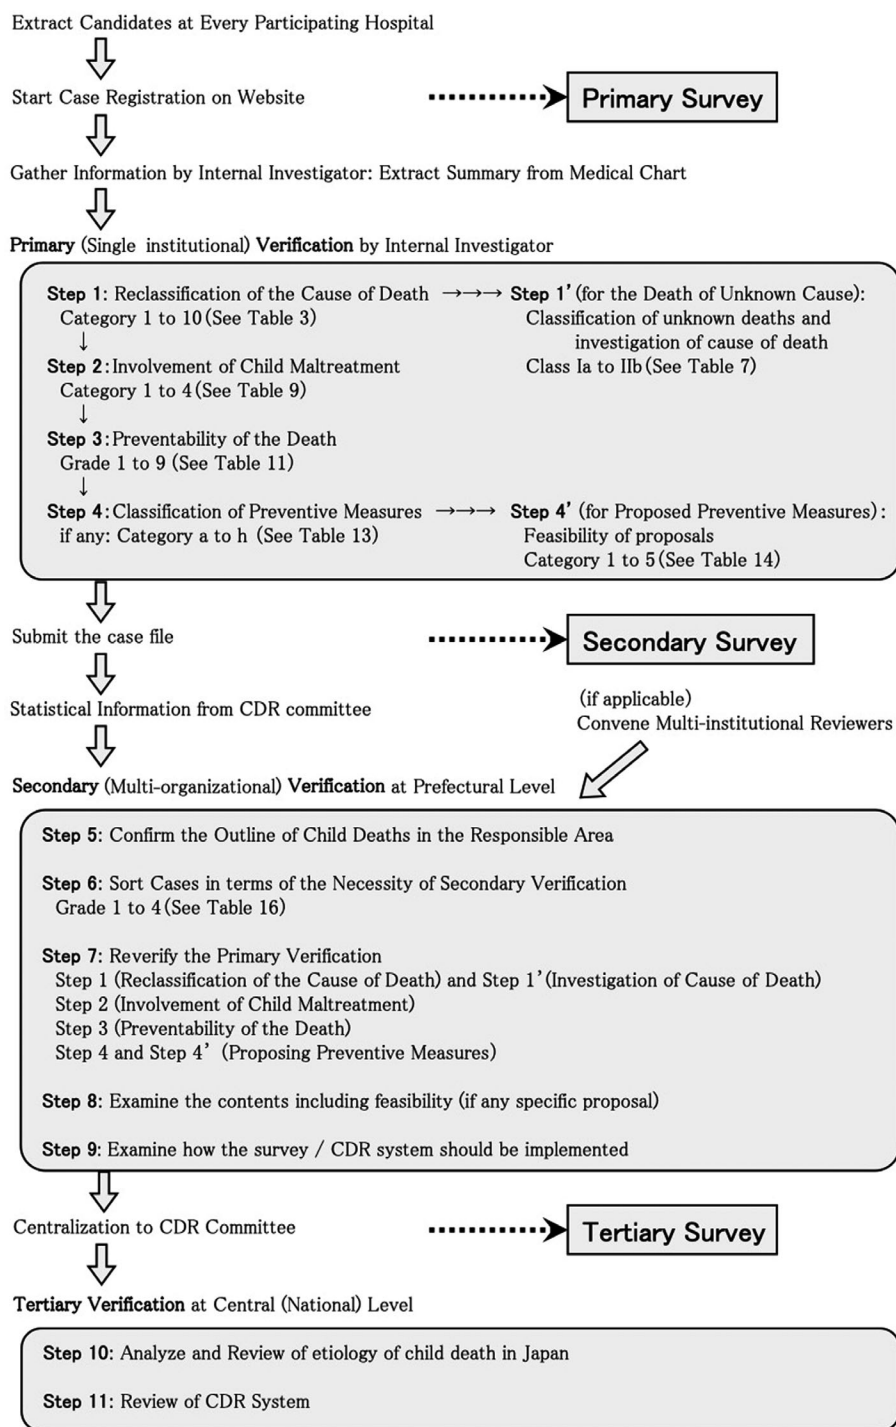 Extract Candidates at Every Participating Hospital
Start Case Registration on Website
Primary Survey
Gather Information by Internal Investigator: Extract Summary from Medical Chart
Primary (Single institutional) Verification by Internal Investigator
Step 1: Reclassification of the Cause of Death →→→ Step 1’ (for the Death of Unknown Cause):
Category 1 to 10 (See Table 3)
Classification of unknown deaths and
↓
investigation of cause of death
Step 2: Involvement of Child Maltreatment
Class Ia to IIb (See Table 7)
Category 1 to 4 (See Table 9)
↓
Step 3: Preventability of the Death
Grade 1 to 9 (See Table 11)
↓
Step 4: Classification of Preventive Measures →→→ Step 4’ (for Proposed Preventive Measures):
if any: Category a to h (See Table 13)
Feasibility of proposals
Category 1 to 5 (See Table 14)
Submit the case file
Secondary Survey
Statistical Information from CDR committee
(if applicable)
Convene Multi-institutional Reviewers
Secondary (Multi-organizational) Verification at Prefectural Level
Step 5: Confirm the Outline of Child Deaths in the Responsible Area
Step 6: Sort Cases in terms of the Necessity of Secondary Verification
Grade 1 to 4 (See Table 16)
Step 7: Reverify the Primary Verification
Step 1 (Reclassification of the Cause of Death) and Step 1’ (Investigation of Cause of Death)
Step 2 (Involvement of Child Maltreatment)
Step 3 (Preventability of the Death)
Step 4 and Step 4’ (Proposing Preventive Measures)
Step 8: Examine the contents including feasibility (if any specific proposal)
Step 9: Examine how the survey / CDR system should be implemented
Centralization to CDR Committee
Tertiary Survey
Tertiary Verification at Central (National) Level
Step 10: Analyze and Review of etiology of child death in Japan
Step 11: Review of CDR System